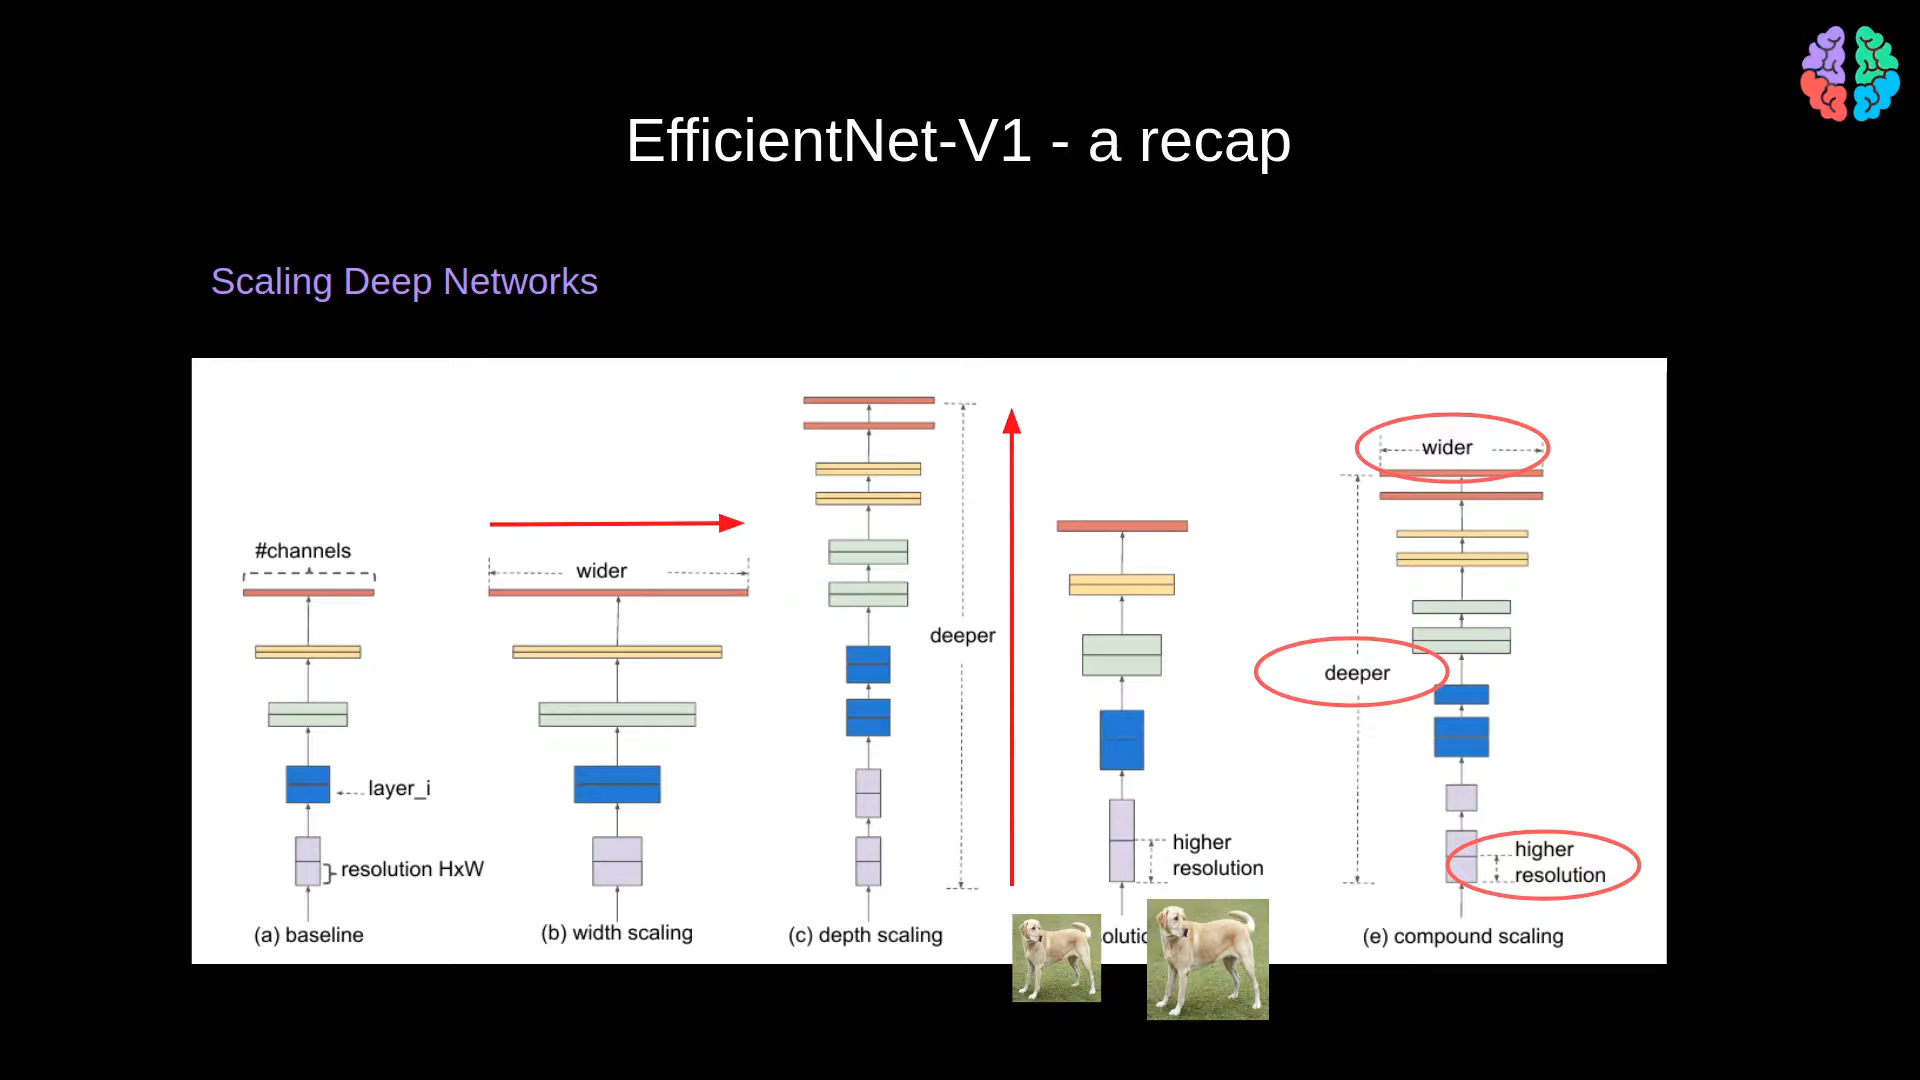 EfficientNet-V1 - a recap
Scaling Deep Networks
#channels
layer_i
resolution HxW
(a) baseline
wider
(b) width scaling
deeper
(c) depth scaling
higher
resolution
wider
deeper
higher
resolution
(e) compound scaling